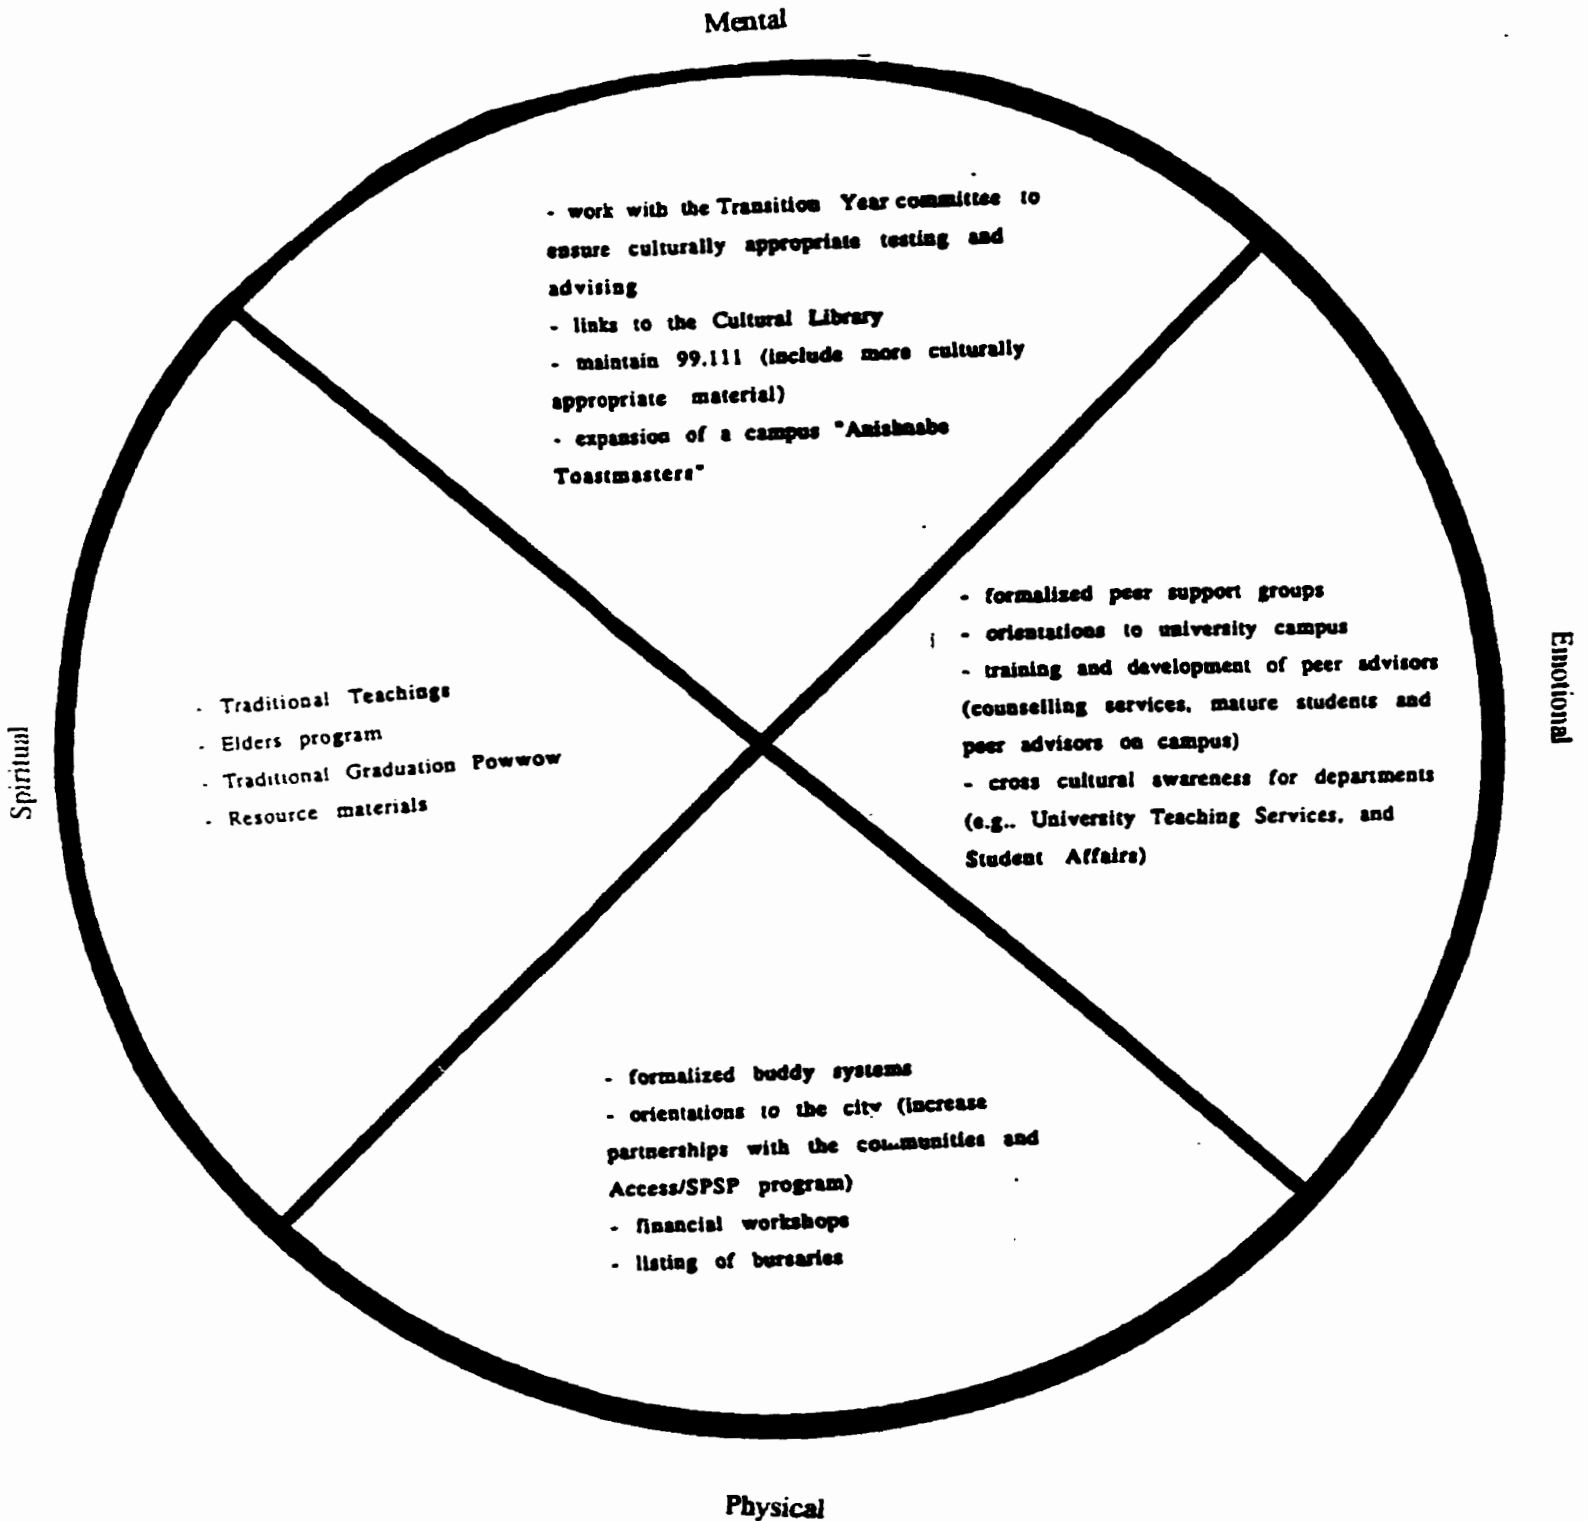 Mental
- work with the Transition Year committee to
ensure culturally appropriate testing and
advising
- links to the Cultural Library
- maintain 99.111 (include more culturally
appropriate material)
- expansion of a campus "Anishnabe
Toastmasters"
- formalized peer support groups
- orientations to university campus
- training and development of peer advisors
(counselling services, mature students and
peer advisors on campus)
- cross cultural awareness for departments
(e.g., University Teaching Services, and
Student Affairs)
Emotional
- Traditional Teachings
- Elders program
- Traditional Graduation Powwow
- Resource materials
Spiritual
- formalized buddy systems
- orientations to the city (increase
partnerships with the communities and
Access/SPSP program)
- financial workshops
- listing of bursaries
Physical